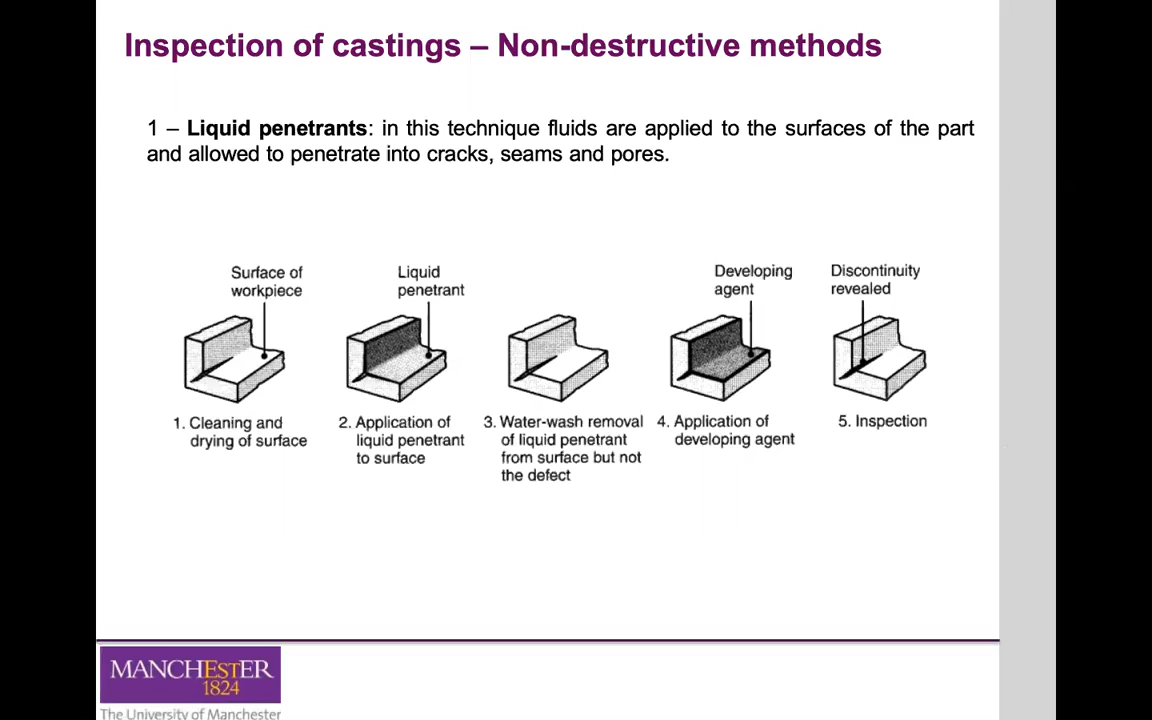 Inspection of castings – Non-destructive methods
1 – Liquid penetrants: in this technique fluids are applied to the surfaces of the part
and allowed to penetrate into cracks, seams and pores.
Surface of
workpiece
Liquid
penetrant
Developing
agent
Discontinuity
revealed
1. Cleaning and
drying of surface
2. Application of
liquid penetrant
to surface
3. Water-wash removal
of liquid penetrant
from surface but not
the defect
4. Application of
developing agent
5. Inspection
MANCHESTER
1824
The University of Manchester